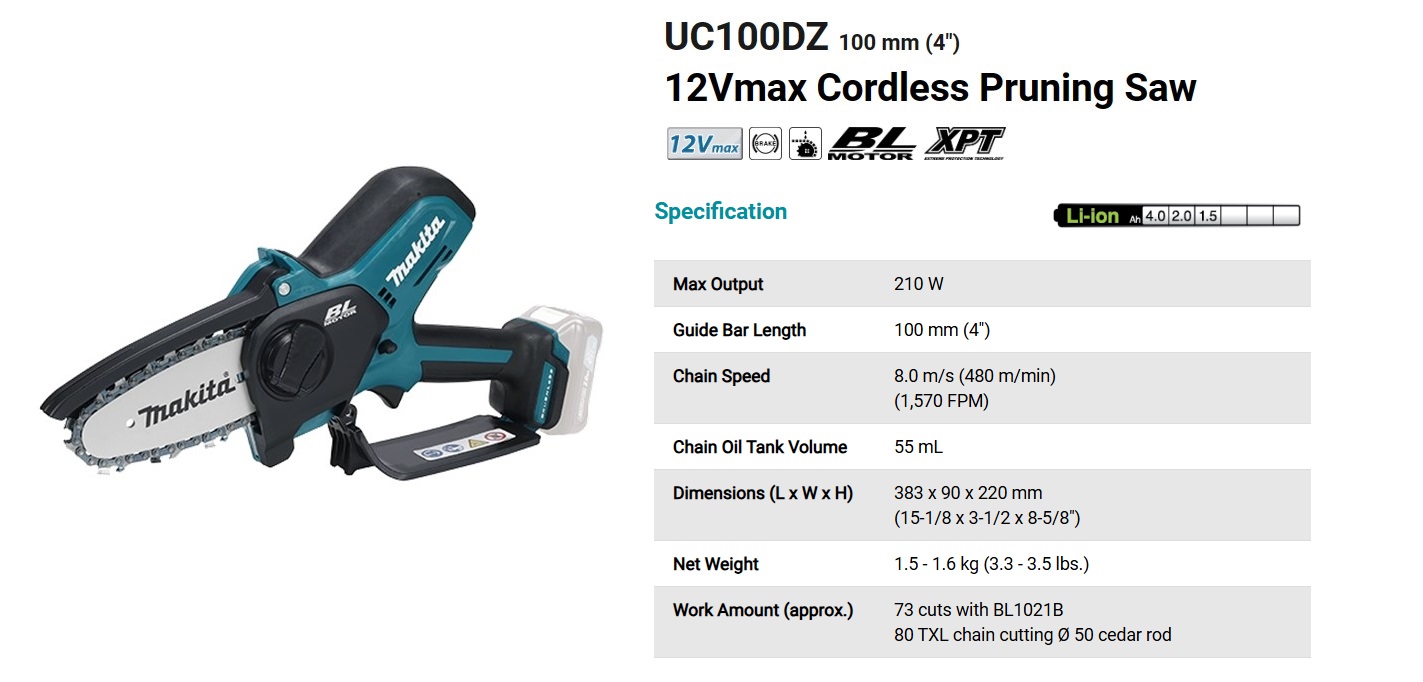 UC100DZ 100 mm (4")
12Vmax Cordless Pruning Saw
12Vmax BRAKE BL MOTOR XPT EXTREME PROTECTION TECHNOLOGY
Specification
Li-ion Ah 4.0 2.0 1.5
Max Output 210 W
Guide Bar Length 100 mm (4")
Chain Speed 8.0 m/s (480 m/min)
(1,570 FPM)
Chain Oil Tank Volume 55 mL
Dimensions (L x W x H) 383 x 90 x 220 mm
(15-1/8 x 3-1/2 x 8-5/8")
Net Weight 1.5 - 1.6 kg (3.3 - 3.5 lbs.)
Work Amount (approx.) 73 cuts with BL1021B
80 TXL chain cutting Ø 50 cedar rod
Makita
BL
MOTOR
Makita
BRUSHLESS